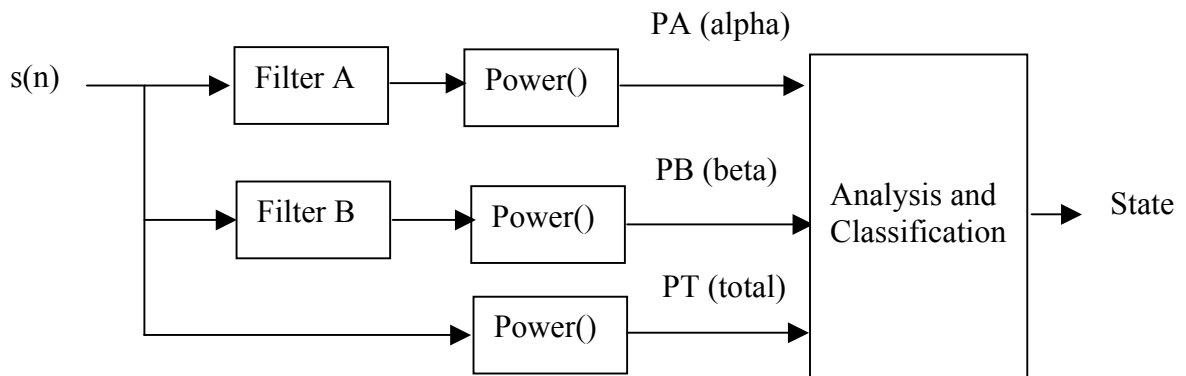 PA (alpha)
s(n)
Filter A
Power()
PB (beta)
Filter B
Power()
Analysis and
Classification
State
PT (total)
Power()